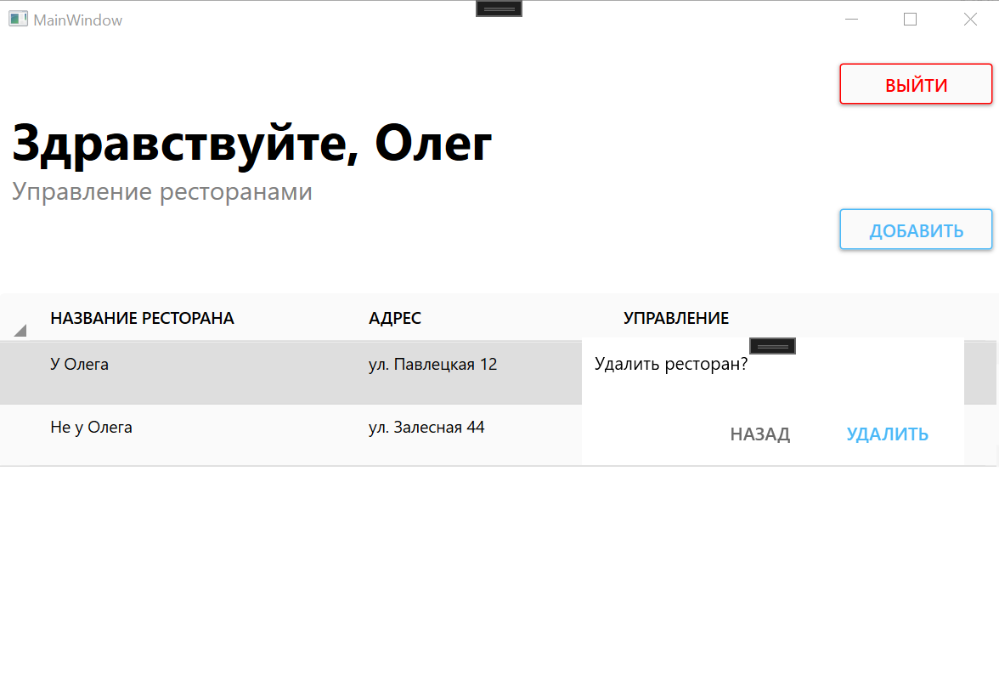 MainWindow
ВЫЙТИ
Здравствуйте, Олег
Управление ресторанами
ДОБАВИТЬ
НАЗВАНИЕ РЕСТОРАНА АДРЕС УПРАВЛЕНИЕ
У Олега ул. Павлецкая 12 Удалить ресторан?
Не у Олега ул. Залесная 44 НАЗАД УДАЛИТЬ